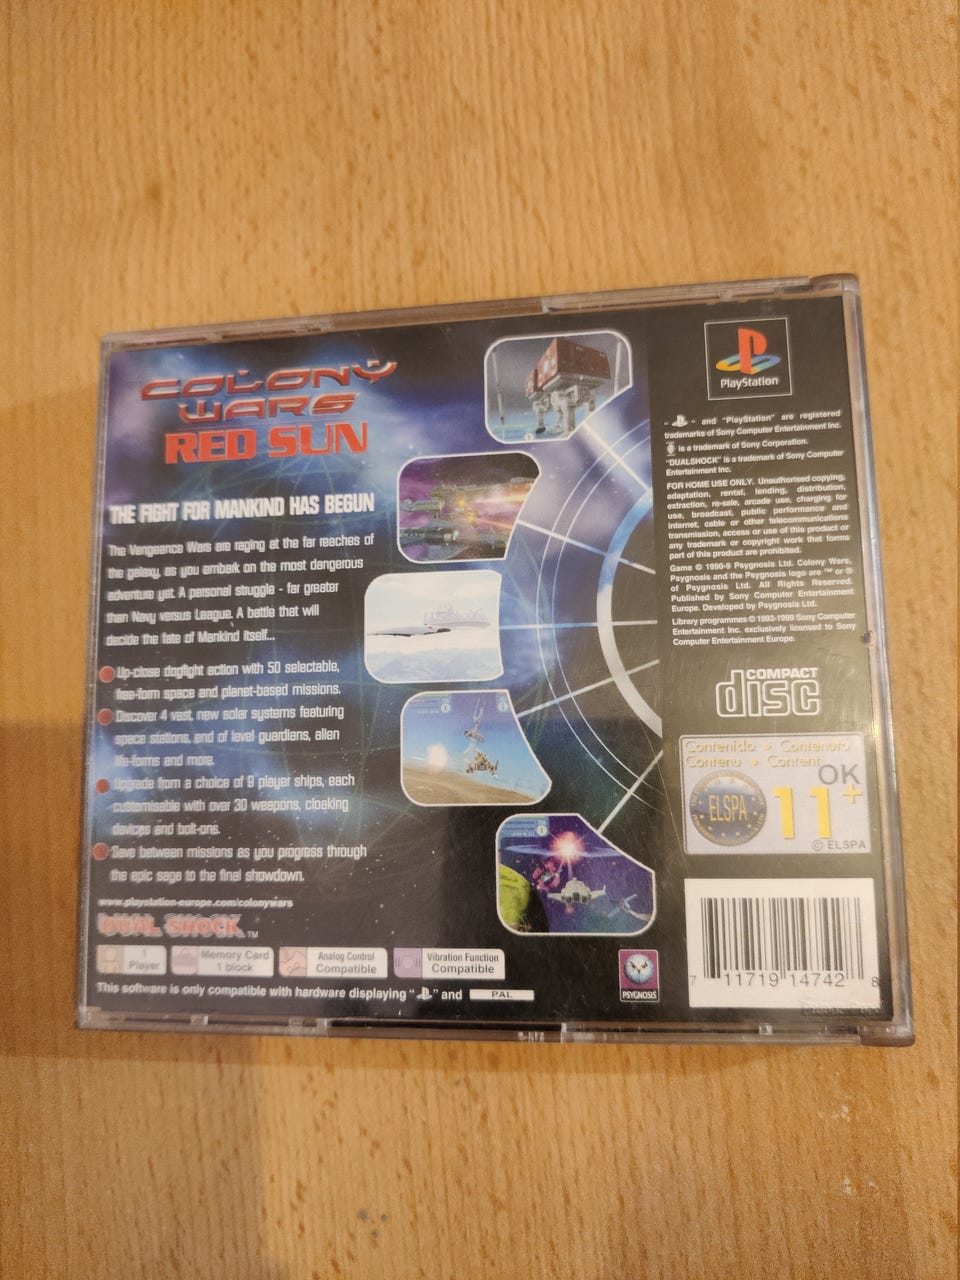 COLONY
WARS
RED SUN
THE FIGHT FOR MANKIND HAS BEGUN
The Vengeance Wars are raging at the far reaches of
the galaxy, as you embark on the most dangerous
adventure yet. A personal struggle - far greater
than Navy versus League. A battle that will
decide the fate of Mankind itself...
Up-close dogfight action with 50 selectable,
free-form space and planet-based missions.
Discover 4 vast, new solar systems featuring
space stations, end of level guardians, alien
life-forms and more.
Upgrade from a choice of 9 player ships, each
customisable with over 30 weapons, cloaking
devices and bolt-ons.
Save between missions as you progress through
the epic saga to the final showdown.
www.playstation-europe.com/colonywars
DUAL SHOCK™
1
Player
Memory Card
1 block
Analog Control
Compatible
Vibration Function
Compatible
This software is only compatible with hardware displaying " " and PAL
PSYGNOSIS
PlayStation
" " and "PlayStation" are registered
trademarks of Sony Computer Entertainment Inc.
is a trademark of Sony Corporation.
"DUALSHOCK" is a trademark of Sony Computer
Entertainment Inc.
FOR HOME USE ONLY. Unauthorised copying,
adaptation, rental, lending, distribution,
extraction, re-sale, arcade use, charging for
use, broadcast, public performance and
internet, cable or other telecommunications
transmission, access or use of this product or
any trademark or copyright work that forms
part of this product are prohibited.
Game © 1990-9 Psygnosis Ltd. Colony Wars,
Psygnosis and the Psygnosis logo are ™ or ®
of Psygnosis Ltd. All Rights Reserved.
Published by Sony Computer Entertainment
Europe. Developed by Psygnosis Ltd.
Library programmes © 1993-1999 Sony Computer
Entertainment Inc. exclusively licensed to Sony
Computer Entertainment Europe.
COMPACT
disc
Contenido • Contenuto
Contenu • Content
OK
ELSPA
11+
© ELSPA
7 11719 14742 8